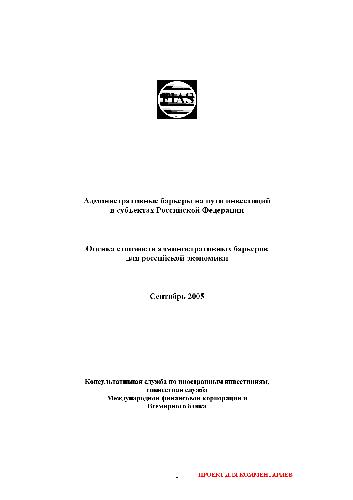 FIAS
Административные барьеры на пути инвестиций
в субъектах Российской Федерации
Оценка стоимости административных барьеров
для российской экономики
Сентябрь 2005
Консультативная служба по иностранным инвестициям,
совместная служба
Международной финансовой корпорации и
Всемирного банка
ПРОЕКТ ДЛЯ КОММЕНТАРИЕВ